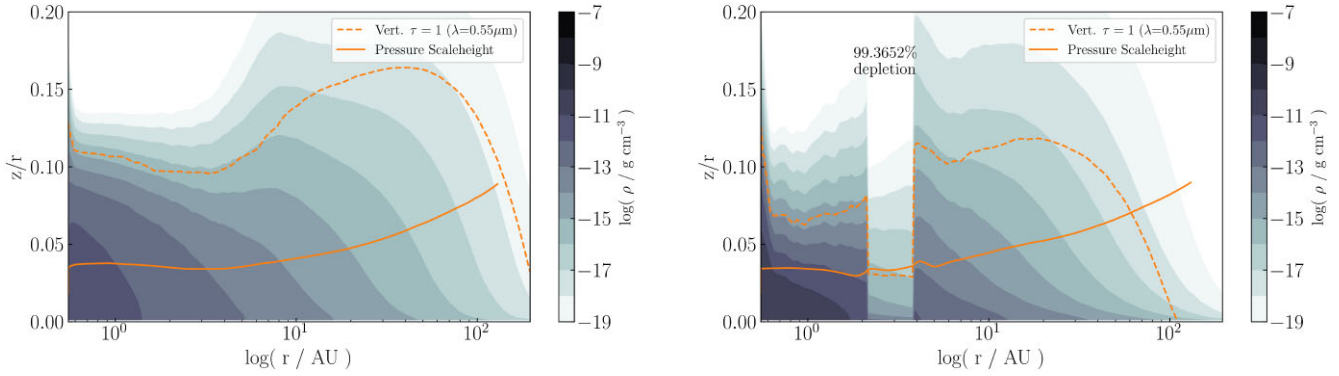 Vert. τ = 1 (λ=0.55μm)
Pressure Scaleheight
0.20
0.15
0.10
0.05
0.00
z/r
10⁰
10¹
10²
log( r / AU )
−7
−9
−11
−13
−15
−17
−19
log( ρ / g cm⁻³ )
Vert. τ = 1 (λ=0.55μm)
Pressure Scaleheight
99.3652%
depletion
0.20
0.15
0.10
0.05
0.00
z/r
10⁰
10¹
10²
log( r / AU )
−7
−9
−11
−13
−15
−17
−19
log( ρ / g cm⁻³ )